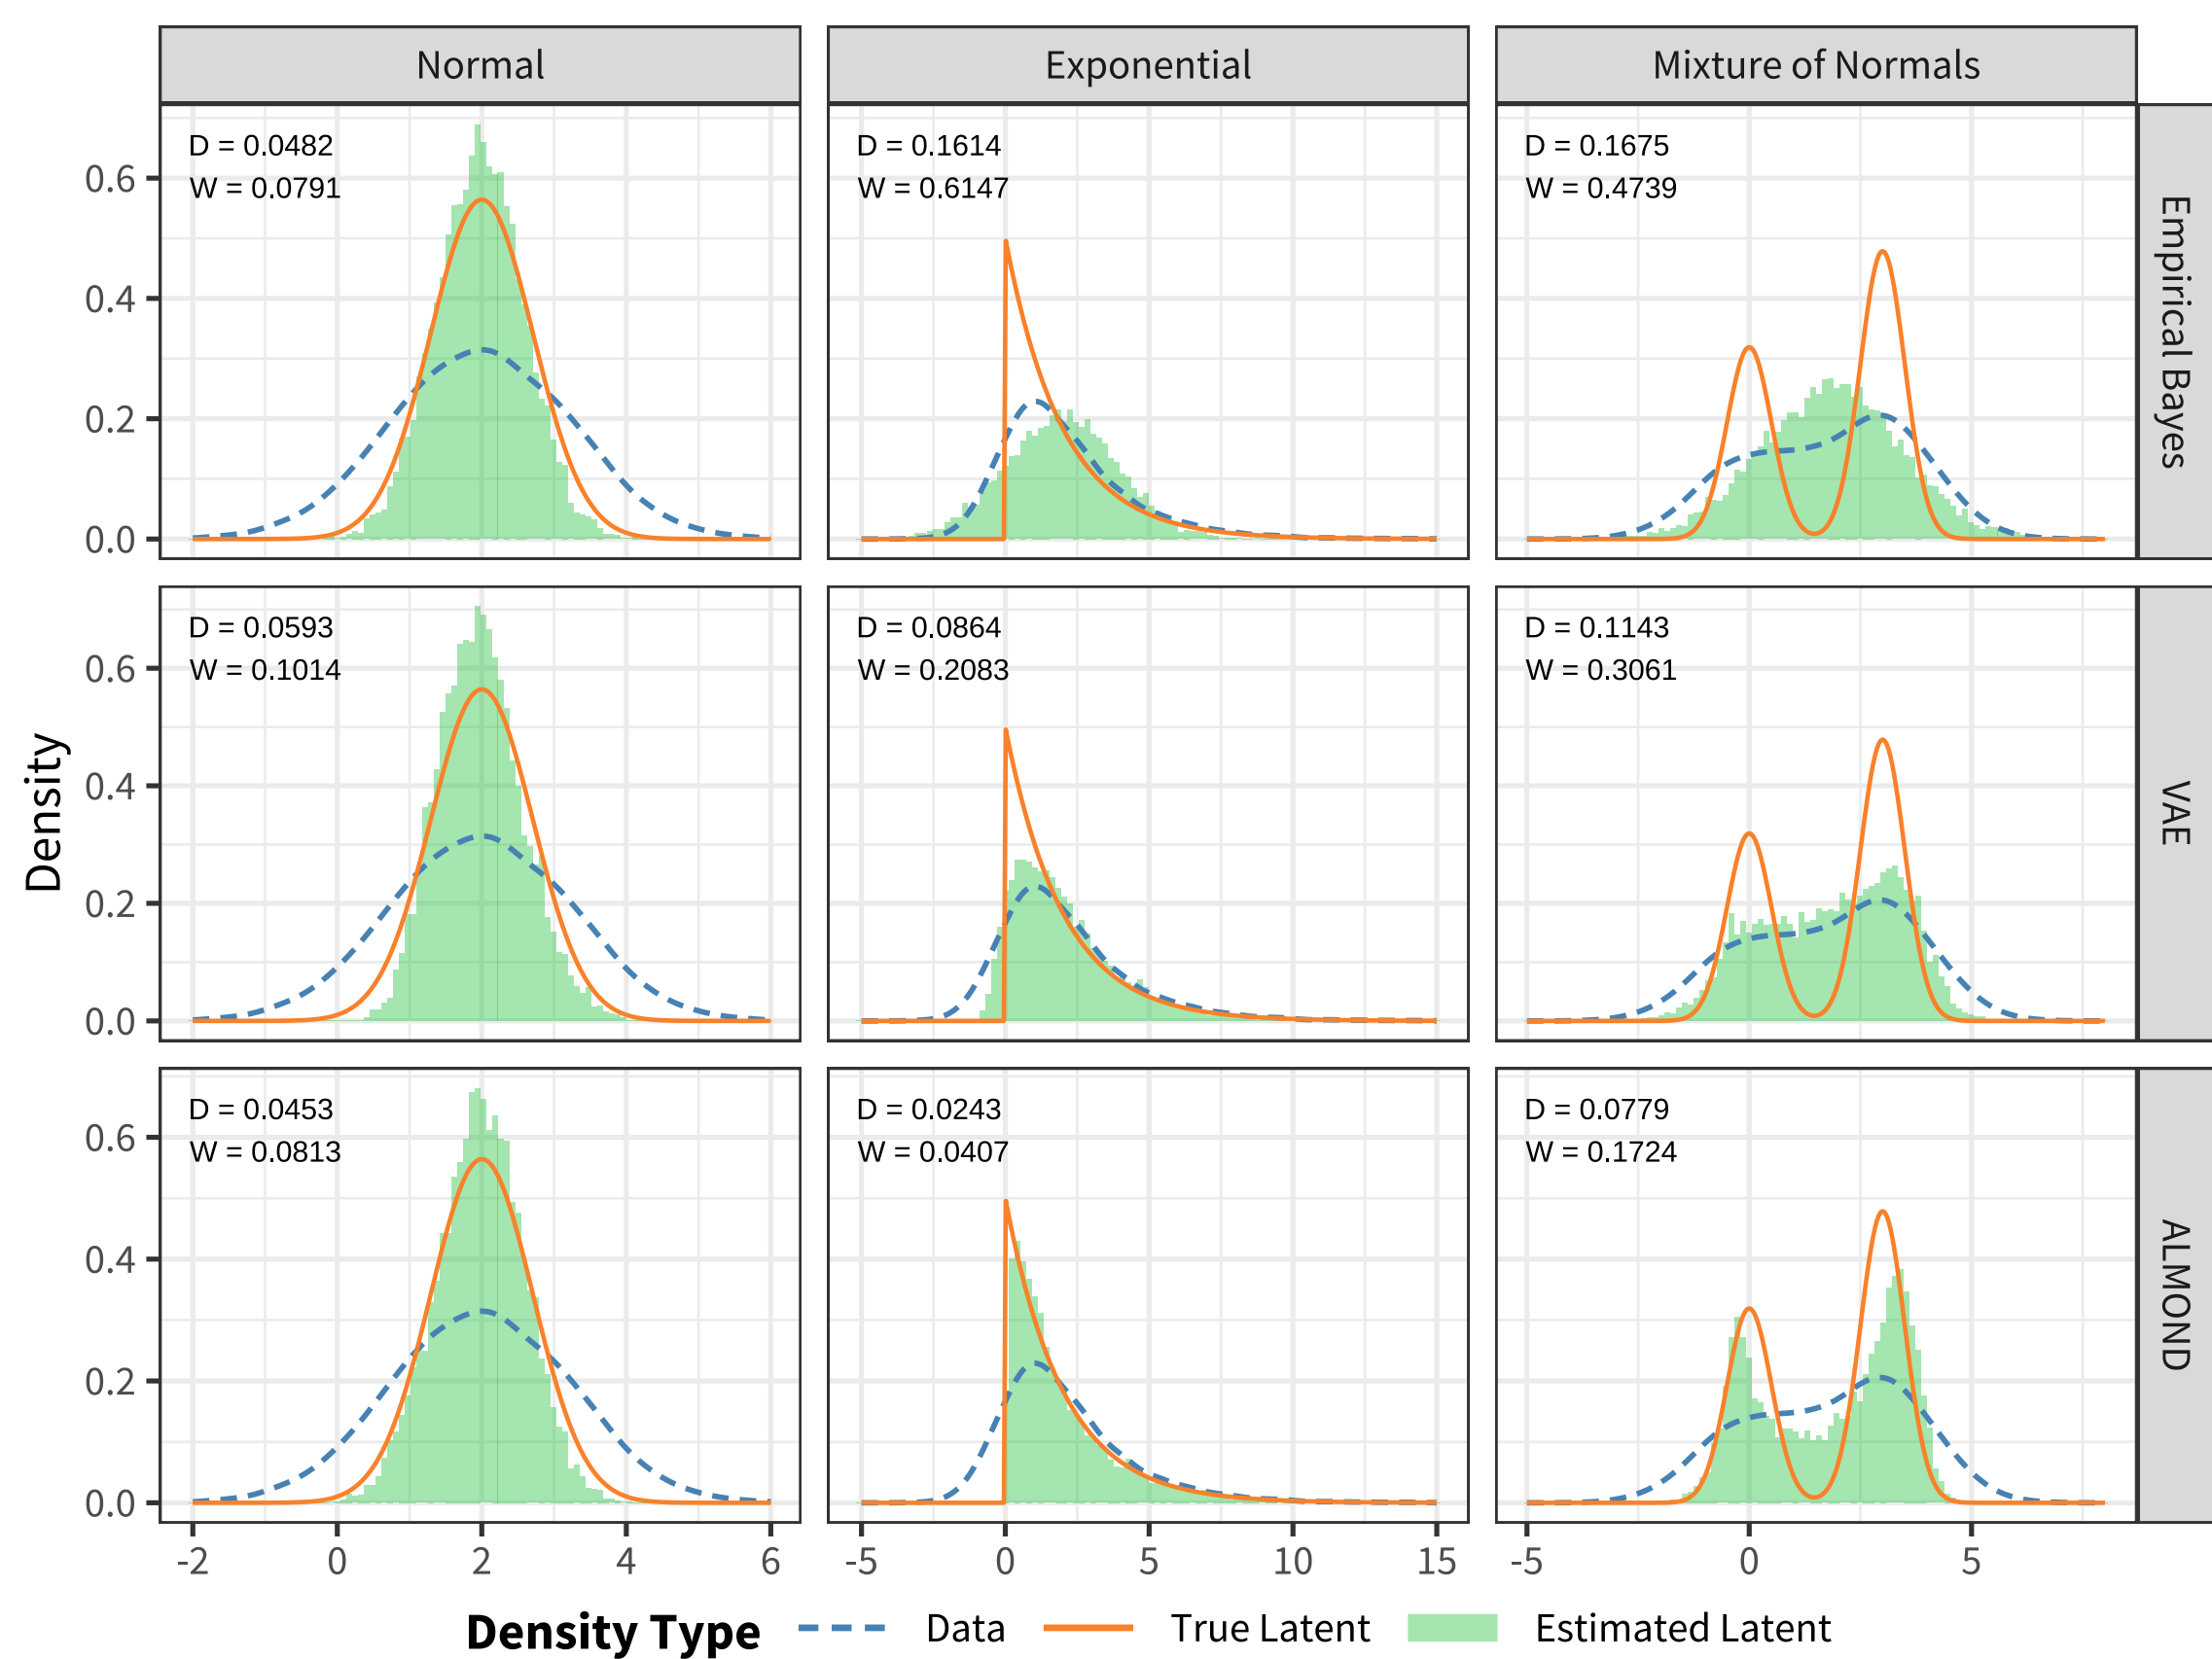 Normal
Exponential
Mixture of Normals
D = 0.0482
W = 0.0791
D = 0.1614
W = 0.6147
D = 0.1675
W = 0.4739
Empirical Bayes
0.6
0.4
0.2
0.0
D = 0.0593
W = 0.1014
D = 0.0864
W = 0.2083
D = 0.1143
W = 0.3061
VAE
0.6
0.4
0.2
0.0
Density
D = 0.0453
W = 0.0813
D = 0.0243
W = 0.0407
D = 0.0779
W = 0.1724
ALMOND
0.6
0.4
0.2
0.0
-2 0 2 4 6
-5 0 5 10 15
-5 0 5
Density Type Data True Latent Estimated Latent